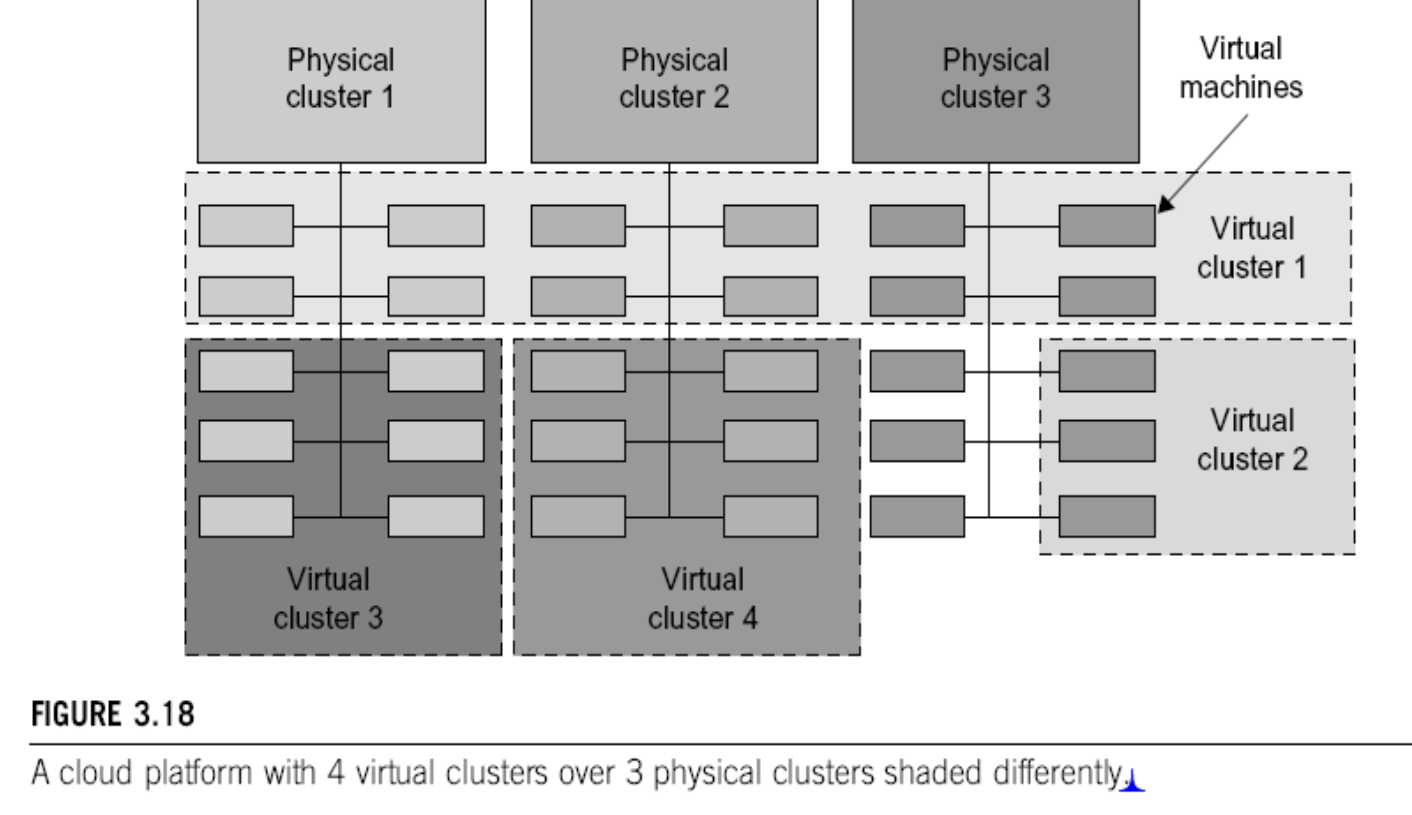 Physical
cluster 1
Physical
cluster 2
Physical
cluster 3
Virtual
machines
Virtual
cluster 1
Virtual
cluster 2
Virtual
cluster 3
Virtual
cluster 4
FIGURE 3.18
A cloud platform with 4 virtual clusters over 3 physical clusters shaded differently.